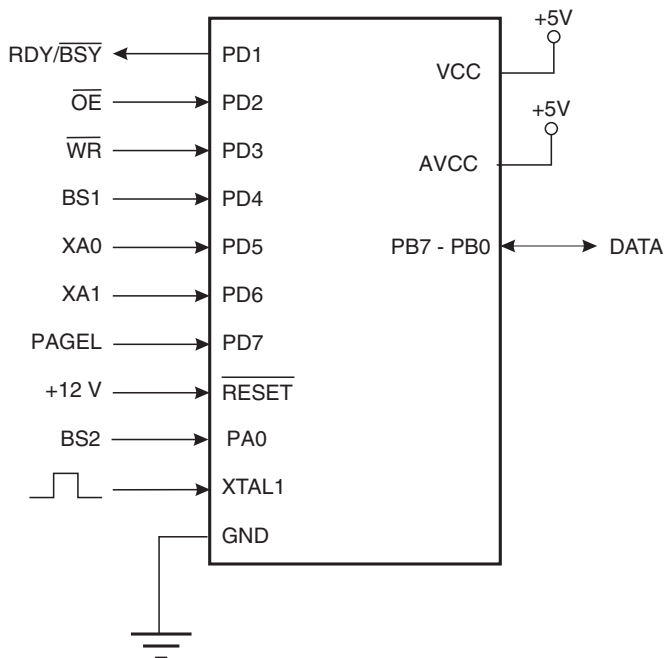 RDY/BSY
PD1
OE
PD2
WR
PD3
BS1
PD4
XA0
PD5
XA1
PD6
PAGEL
PD7
+12 V
RESET
BS2
PA0
XTAL1
GND
+5V
VCC
+5V
AVCC
PB7 - PB0
DATA